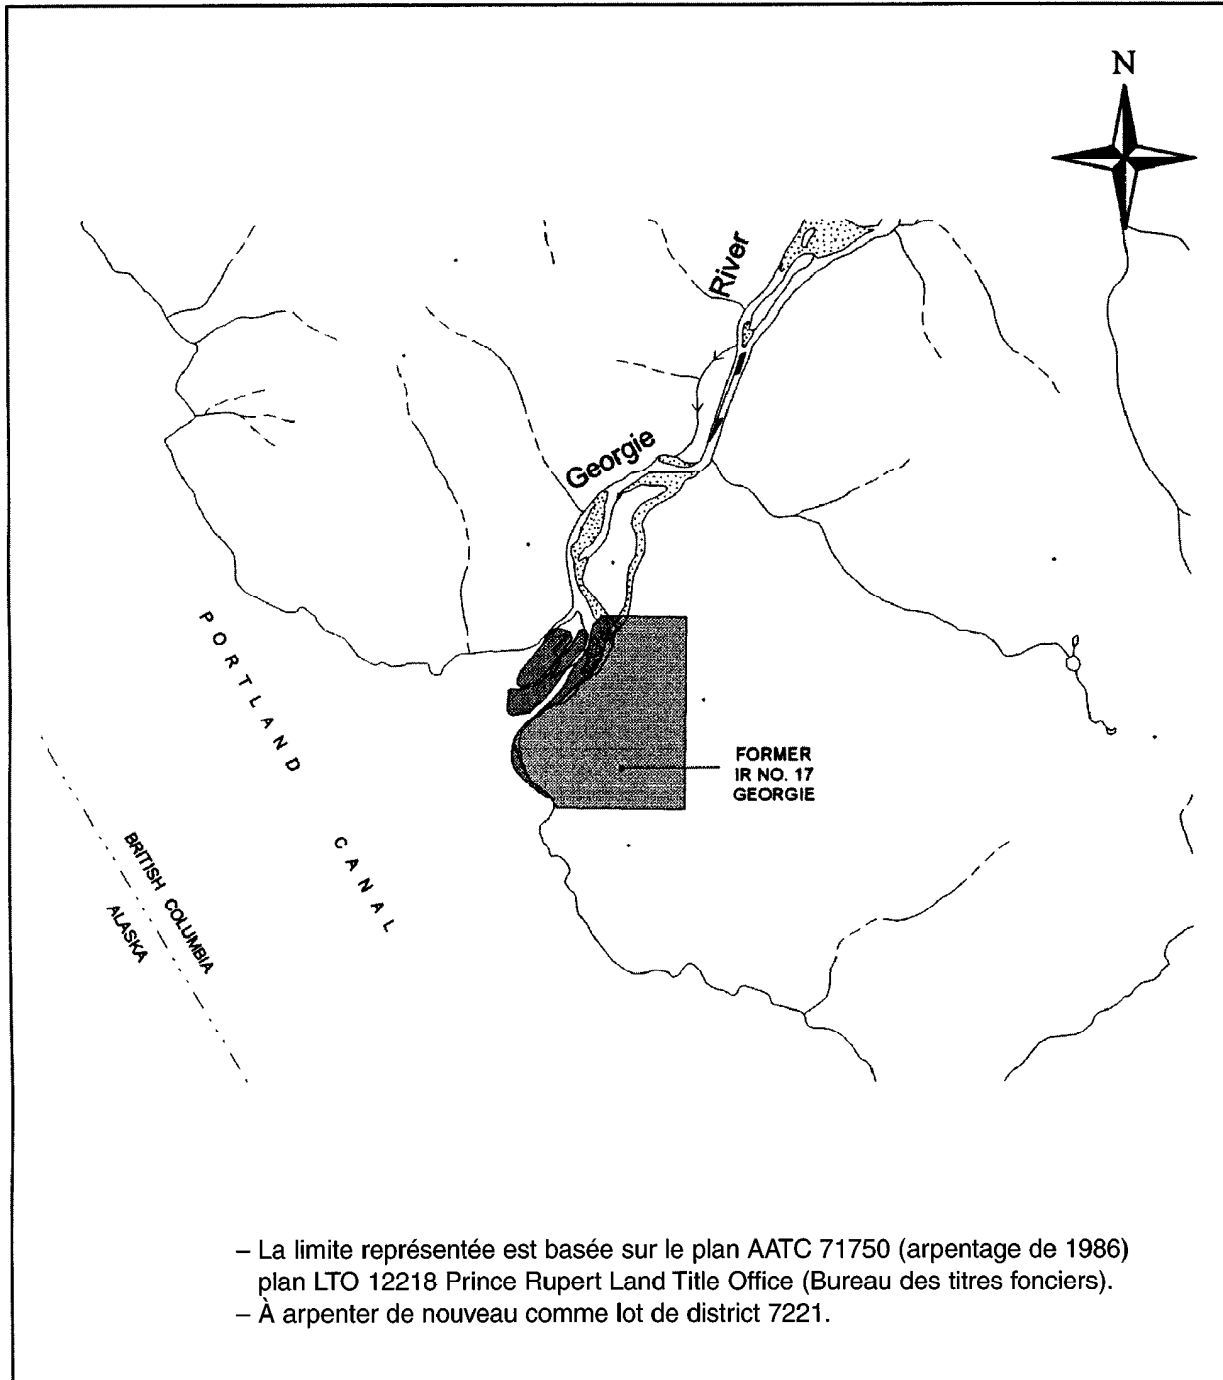 N
River
Georgie
PORTLAND
CANAL
FORMER
IR NO. 17
GEORGIE
BRITISH COLUMBIA
ALASKA
– La limite représentée est basée sur le plan AATC 71750 (arpentage de 1986)
plan LTO 12218 Prince Rupert Land Title Office (Bureau des titres fonciers).
– À arpenter de nouveau comme lot de district 7221.